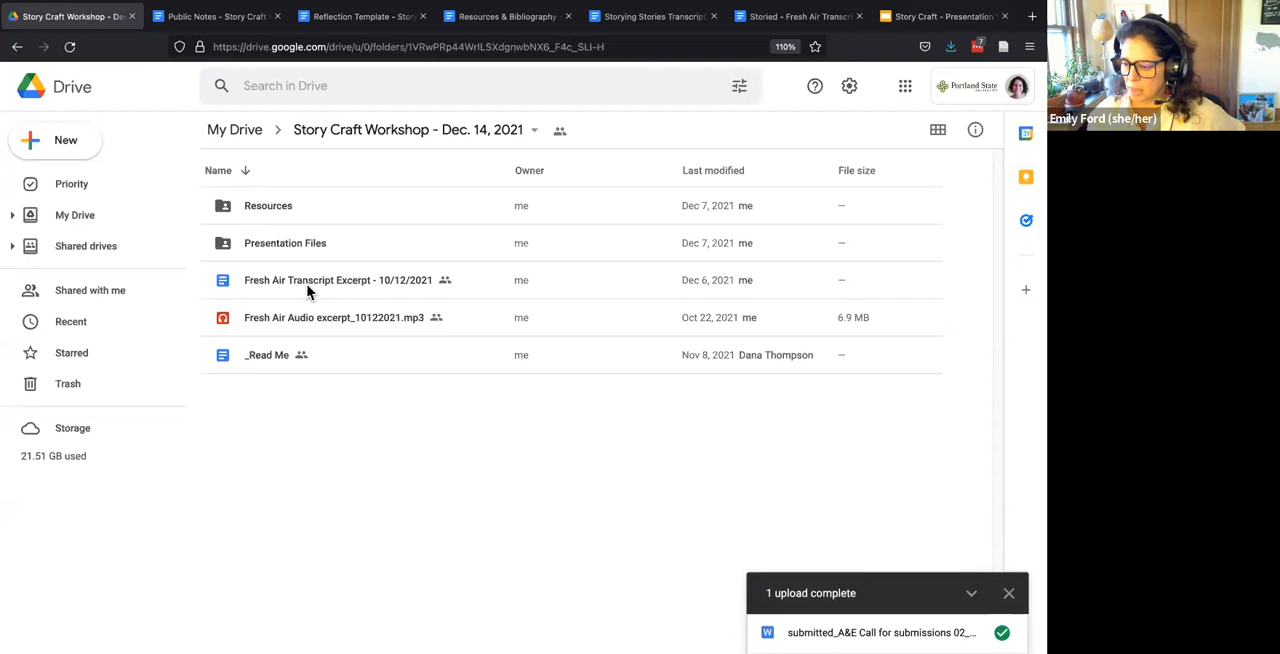 Story Craft Workshop - De
Public Notes - Story Craft
Reflection Template - Story
Resources & Bibliography -
Storying Stories Transcript
Storied - Fresh Air Transcri
Story Craft - Presentation
https://drive.google.com/drive/u/0/folders/1VRwPRp44WrILSXdgnwbNX6_F4c_SLI-H
110%
7
Drive
Search in Drive
Portland State
UNIVERSITY
Emily Ford (she/her)
New
My Drive > Story Craft Workshop - Dec. 14, 2021
31
Name Owner Last modified File size
Priority
Resources me Dec 7, 2021 me –
My Drive
Presentation Files me Dec 7, 2021 me –
Shared drives
Fresh Air Transcript Excerpt - 10/12/2021 me Dec 6, 2021 me –
Shared with me
Fresh Air Audio excerpt_10122021.mp3 me Oct 22, 2021 me 6.9 MB
Recent
_Read Me me Nov 8, 2021 Dana Thompson –
Starred
Trash
Storage
21.51 GB used
1 upload complete
W submitted_A&E Call for submissions 02_...